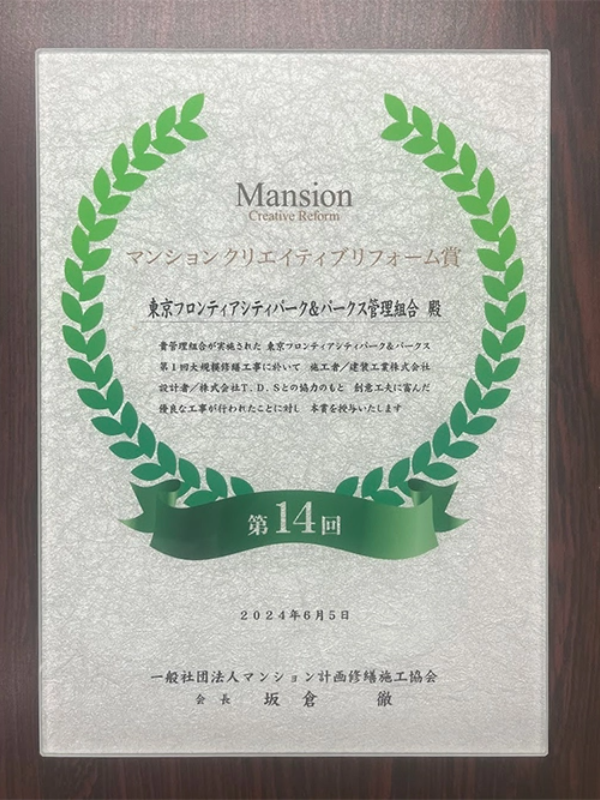 Mansion
Creative Reform
マンション クリエイティブリフォーム賞
東京フロンティアシティパーク&パークス管理組合 殿
貴管理組合が実施された 東京フロンティアシティパーク&パークス
第1回大規模修繕工事に於いて 施工者/建装工業株式会社
設計者/株式会社T.D.Sとの協力のもと 創意工夫に富んだ
優良な工事が行われたことに対し 本賞を授与いたします
第14回
2024年6月5日
一般社団法人マンション計画修繕施工協会
会長 坂倉 徹